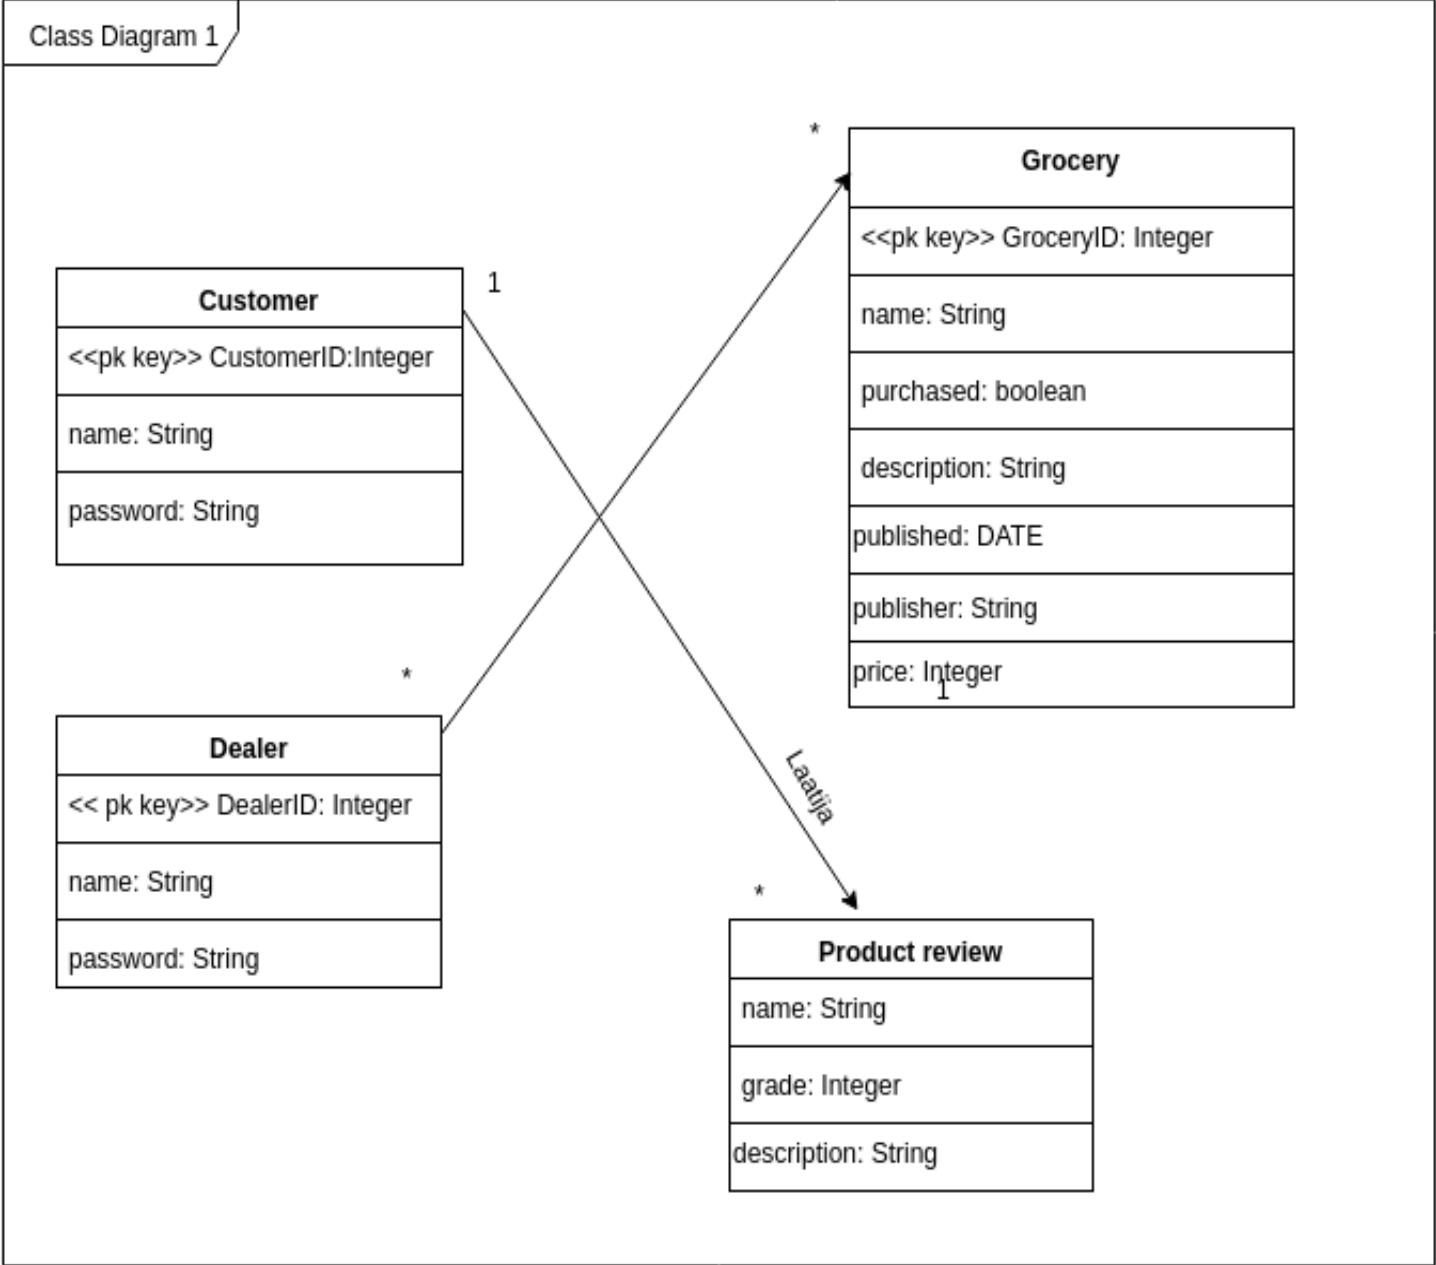 Class Diagram 1
*
Grocery
<<pk key>> GroceryID: Integer
name: String
purchased: boolean
description: String
published: DATE
publisher: String
price: Integer
1
1
Customer
<<pk key>> CustomerID:Integer
name: String
password: String
*
Dealer
<< pk key>> DealerID: Integer
name: String
password: String
Laatija
*
Product review
name: String
grade: Integer
description: String